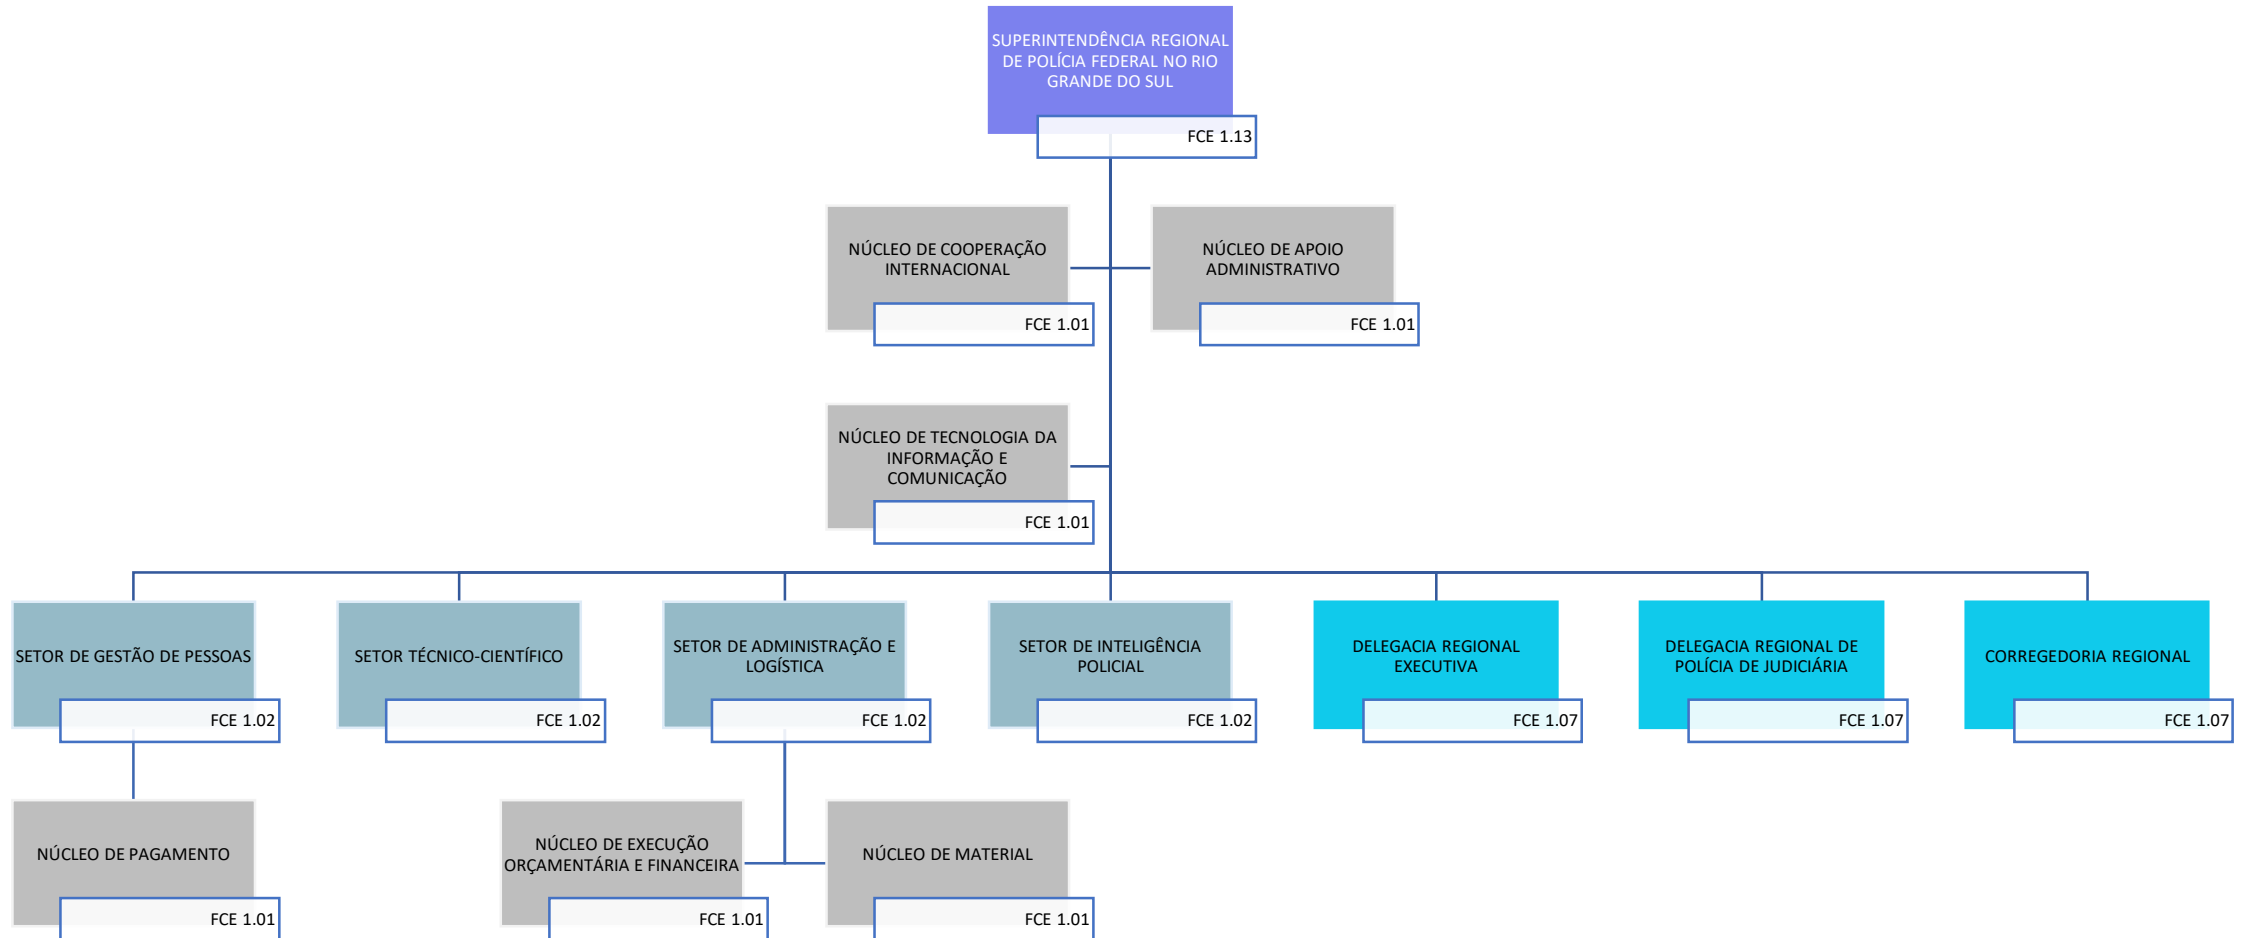 SUPERINTENDÊNCIA REGIONAL
DE POLÍCIA FEDERAL NO RIO
GRANDE DO SUL
FCE 1.13
NÚCLEO DE COOPERAÇÃO
INTERNACIONAL
FCE 1.01
NÚCLEO DE APOIO
ADMINISTRATIVO
FCE 1.01
NÚCLEO DE TECNOLOGIA DA
INFORMAÇÃO E
COMUNICAÇÃO
FCE 1.01
SETOR DE GESTÃO DE PESSOAS
FCE 1.02
SETOR TÉCNICO-CIENTÍFICO
FCE 1.02
SETOR DE ADMINISTRAÇÃO E
LOGÍSTICA
FCE 1.02
SETOR DE INTELIGÊNCIA
POLICIAL
FCE 1.02
DELEGACIA REGIONAL
EXECUTIVA
FCE 1.07
DELEGACIA REGIONAL DE
POLÍCIA DE JUDICIÁRIA
FCE 1.07
CORREGEDORIA REGIONAL
FCE 1.07
NÚCLEO DE PAGAMENTO
FCE 1.01
NÚCLEO DE EXECUÇÃO
ORÇAMENTÁRIA E FINANCEIRA
FCE 1.01
NÚCLEO DE MATERIAL
FCE 1.01